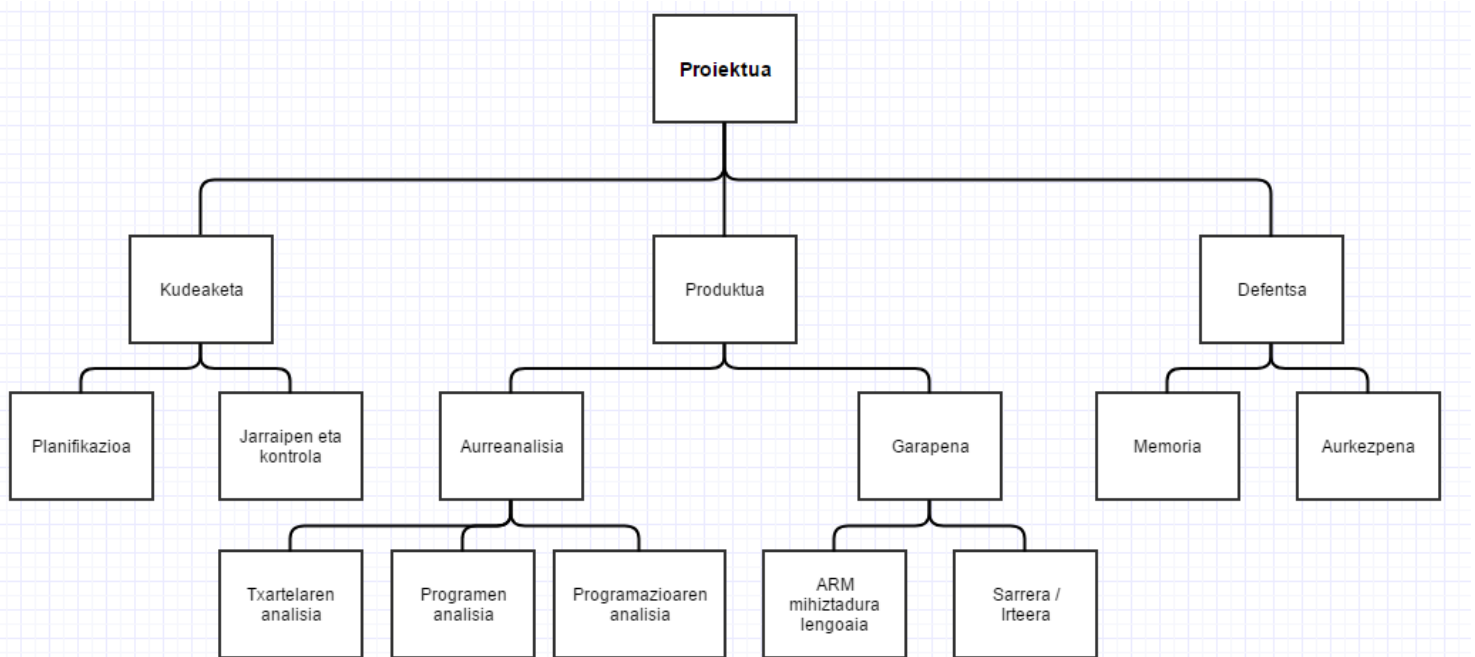 Proiektua
Kudeaketa
Produktua
Defentsa
Planifikazioa
Jarraipen eta
kontrola
Aurreanalisia
Garapena
Memoria
Aurkezpena
Txartelaren
analisia
Programen
analisia
Programazioaren
analisia
ARM
mihiztadura
lengoaia
Sarrera /
Irteera